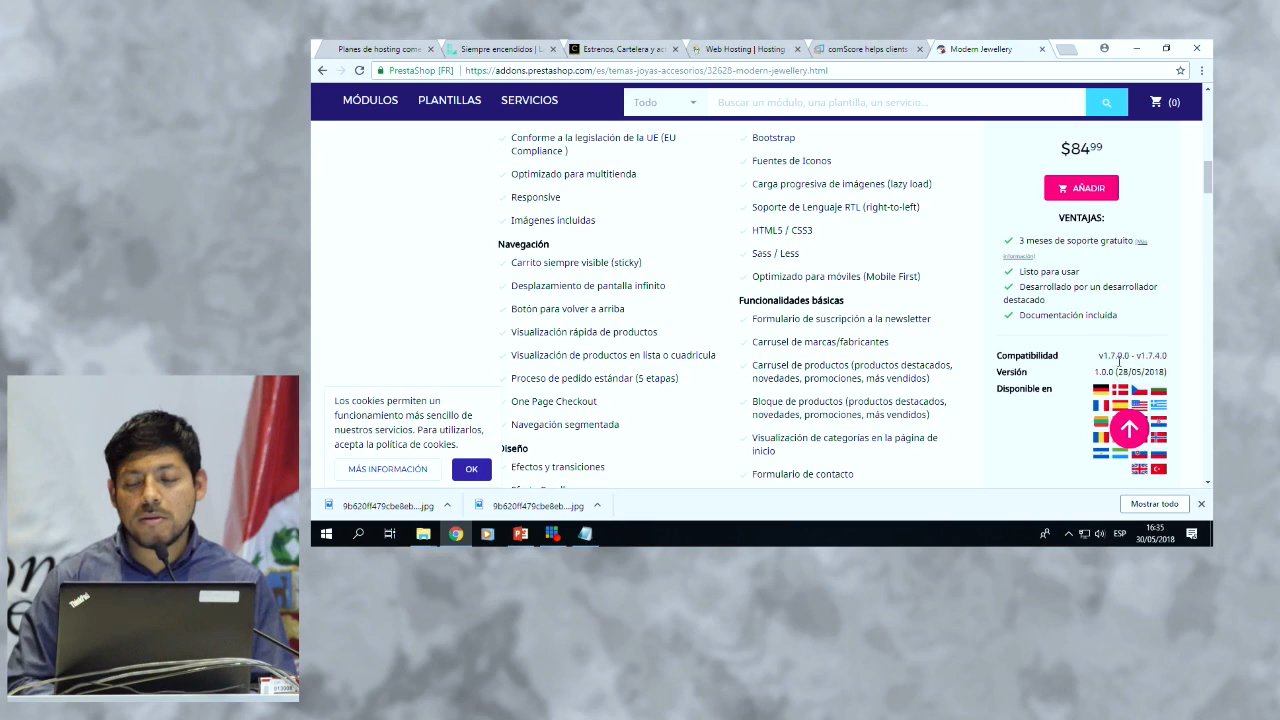 Planes de hosting come
Siempre encendidos | L
Estrenos, Cartelera y ac
Web Hosting | Hosting
comScore helps clients
Modern Jewellery
PrestaShop [FR]
https://addons.prestashop.com/es/temas-joyas-accesorios/32628-modern-jewellery.html
MÓDULOS
PLANTILLAS
SERVICIOS
Todo
Buscar un módulo, una plantilla, un servicio...
(0)
Conforme a la legislación de la UE (EU
Compliance )
Optimizado para multitienda
Responsive
Imágenes incluidas
Navegación
Carrito siempre visible (sticky)
Desplazamiento de pantalla infinito
Botón para volver a arriba
Visualización rápida de productos
Visualización de productos en lista o cuadricula
Proceso de pedido estándar (5 etapas)
One Page Checkout
Navegación segmentada
Diseño
Efectos y transiciones
Bootstrap
Fuentes de Iconos
Carga progresiva de imágenes (lazy load)
Soporte de Lenguaje RTL (right-to-left)
HTML5 / CSS3
Sass / Less
Optimizado para móviles (Mobile First)
Funcionalidades básicas
Formulario de suscripción a la newsletter
Carrusel de marcas/fabricantes
Carrusel de productos (productos destacados,
novedades, promociones, más vendidos)
Bloque de productos (productos destacados,
novedades, promociones, más vendidos)
Visualización de categorías en la página de
inicio
Formulario de contacto
$84⁹⁹
AÑADIR
VENTAJAS:
3 meses de soporte gratuito (Más
información)
Listo para usar
Desarrollado por un desarrollador
destacado
Documentación incluída
Compatibilidad v1.7.0.0 - v1.7.4.0
Versión 1.0.0 (28/05/2018)
Disponible en
Los cookies permiten un
funcionamiento más sencillo de
nuestros servicios. Para utilizarlos,
acepta la política de cookies.
MÁS INFORMACIÓN
OK
9b620ff479cbe8eb....jpg
9b620ff479cbe8eb....jpg
Mostrar todo
ESP
16:35
30/05/2018
ThinkPad